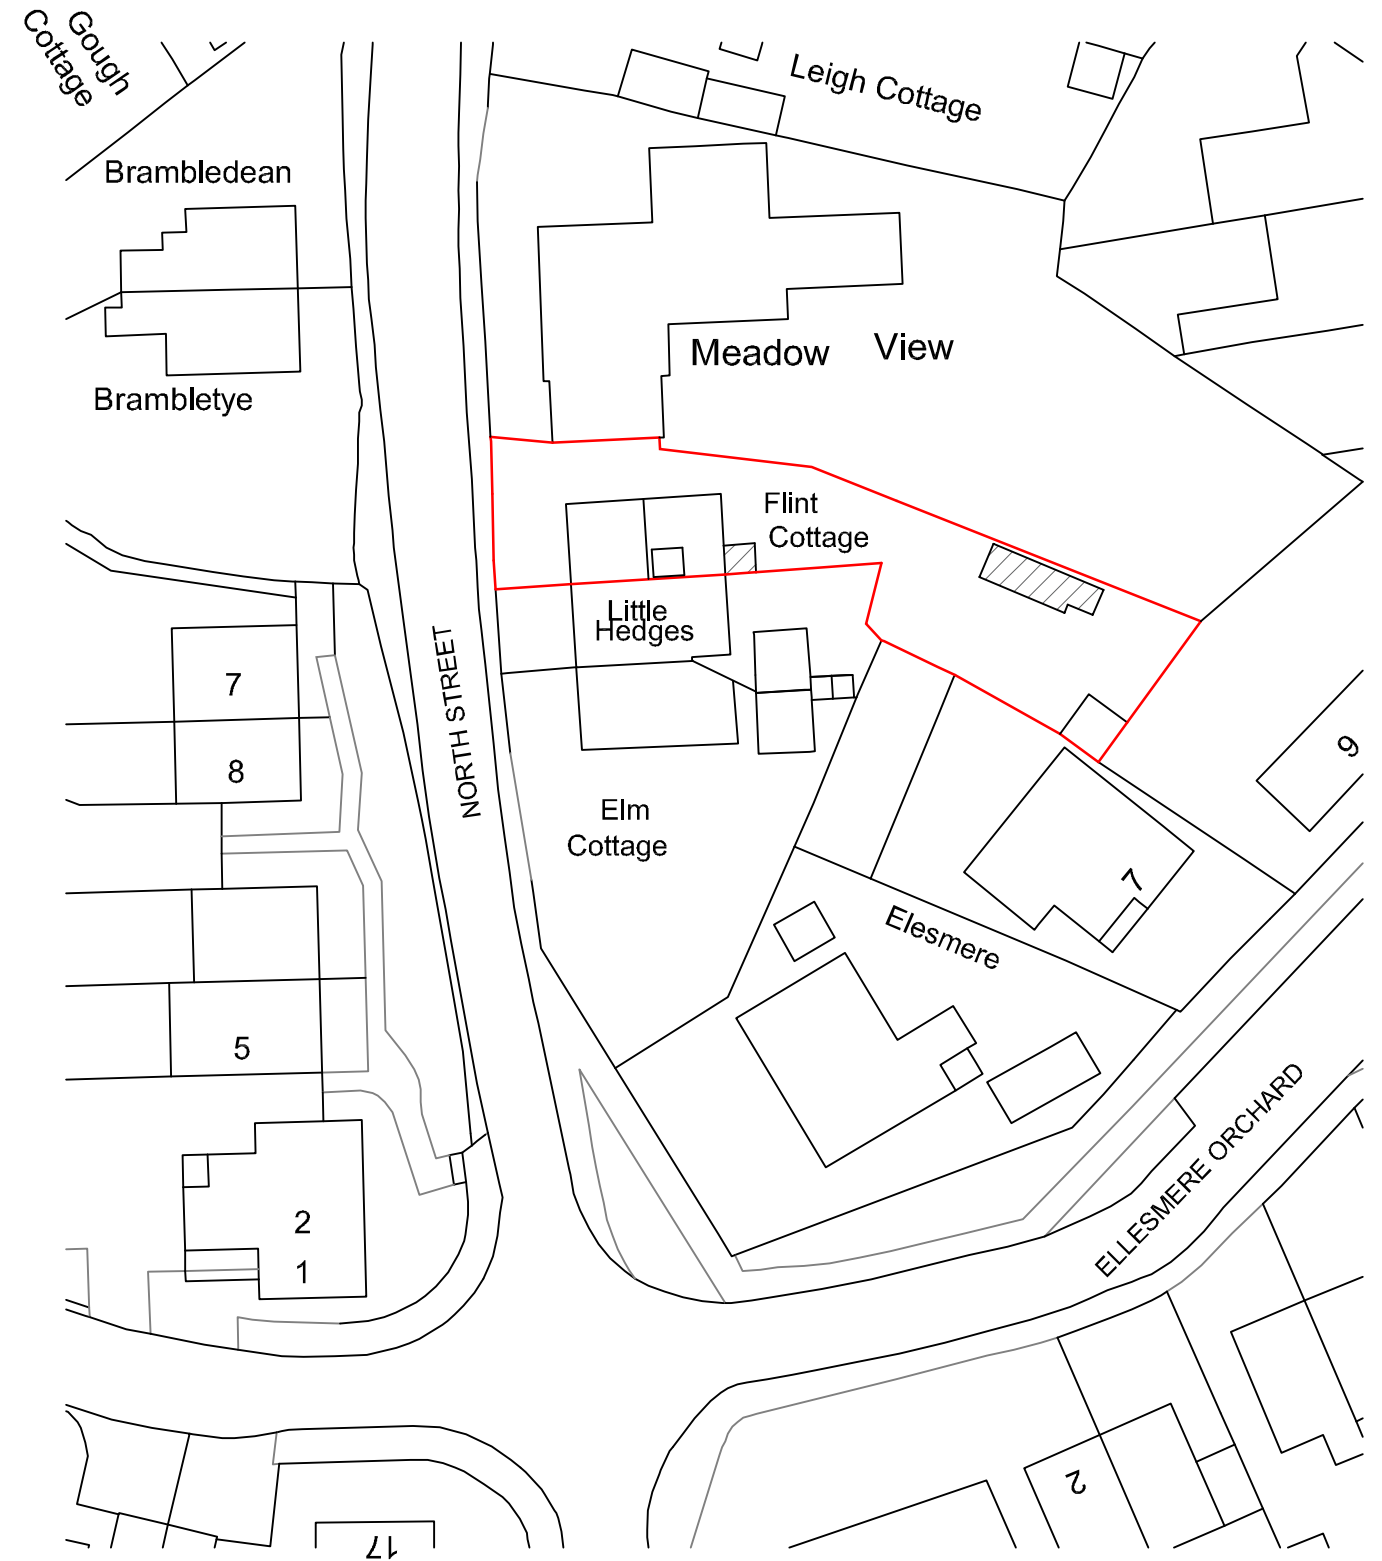 Gough
Cottage
Leigh Cottage
Brambledean
Meadow View
Brambletye
Flint
Cottage
Little
Hedges
NORTH STREET
7
8
9
Elm
Cottage
7
Elesmere
5
ELLESMERE ORCHARD
2
1
2
17